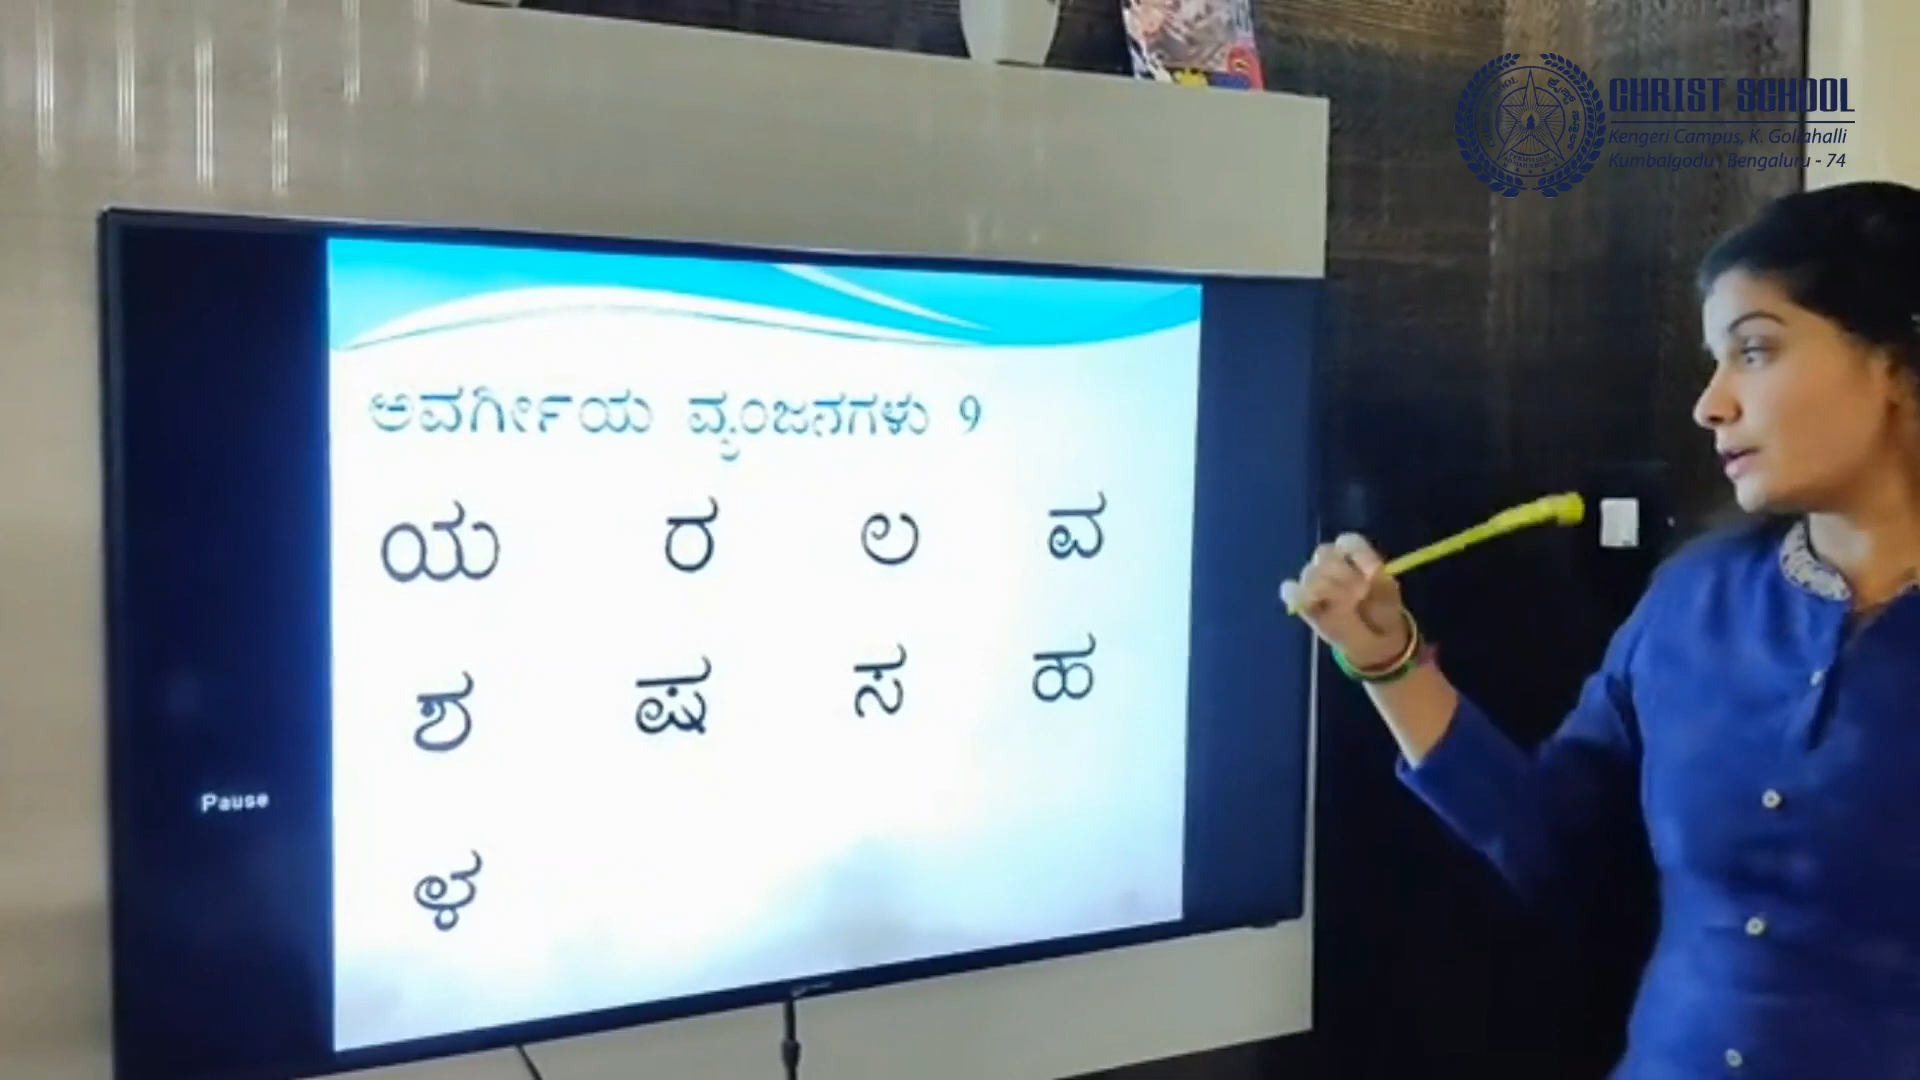 CHRIST SCHOOL
Kengeri Campus, K. Gollahalli
Kumbalgodu, Bengaluru - 74
ಅವರ್ಗೀಯ ವ್ಯಂಜನಗಳು 9
ಯ ರ ಲ ವ
ಶ ಷ ಸ ಹ
ಳ
Pause